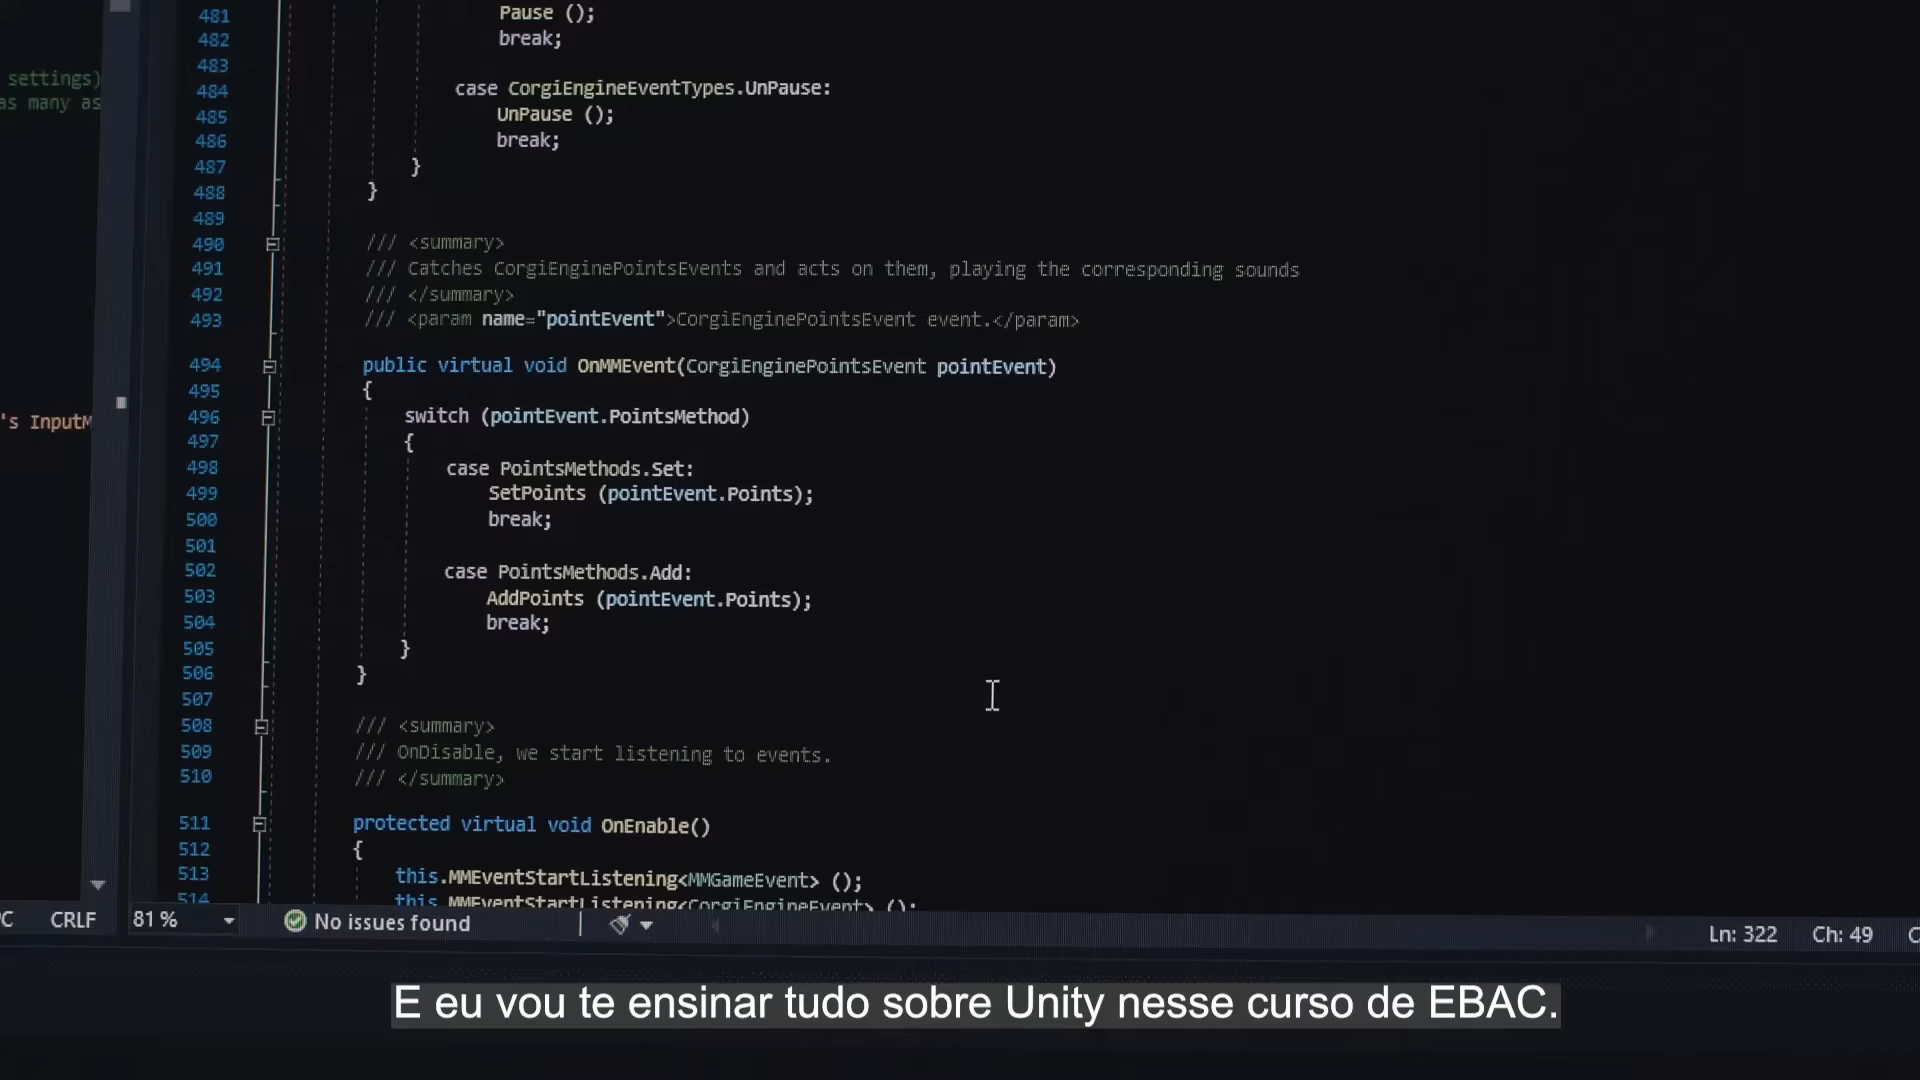 481 Pause ();
482 break;
483
settings)
484 case CorgiEngineEventTypes.UnPause:
as many as
485 UnPause ();
486 break;
487 }
488 }
489
490 /// <summary>
491 /// Catches CorgiEnginePointsEvents and acts on them, playing the corresponding sounds
492 /// </summary>
493 /// <param name="pointEvent">CorgiEnginePointsEvent event.</param>
494 public virtual void OnMMEvent(CorgiEnginePointsEvent pointEvent)
495 {
496 switch (pointEvent.PointsMethod)
's InputM
497 {
498 case PointsMethods.Set:
499 SetPoints (pointEvent.Points);
500 break;
501
502 case PointsMethods.Add:
503 AddPoints (pointEvent.Points);
504 break;
505 }
506 }
507
508 /// <summary>
509 /// OnDisable, we start listening to events.
510 /// </summary>
511 protected virtual void OnEnable()
512 {
513 this.MMEventStartListening<MMGameEvent> ();
514 this.MMEventStartListening<CorgiEngineEvent> ();
CRLF 81 % No issues found Ln: 322 Ch: 49
E eu vou te ensinar tudo sobre Unity nesse curso de EBAC.